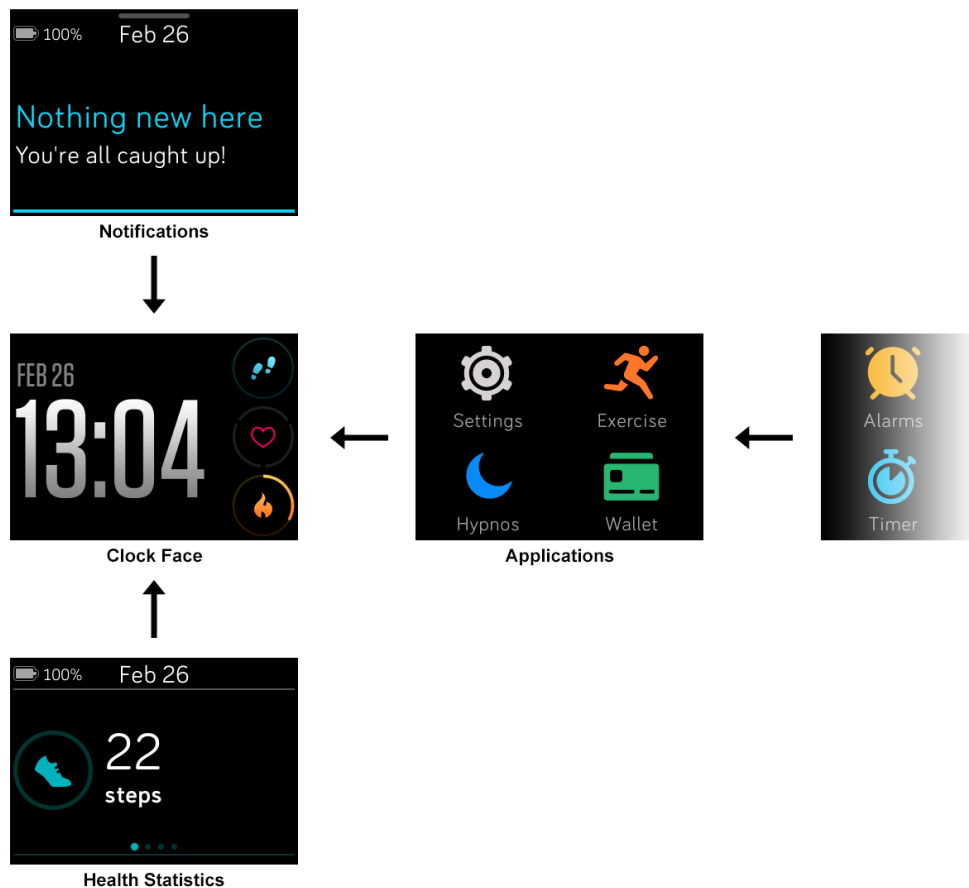 100% Feb 26
Nothing new here
You're all caught up!
Notifications
FEB 26
13:04
Clock Face
Settings Exercise
Hypnos Wallet
Applications
Alarms
Timer
100% Feb 26
22
steps
Health Statistics